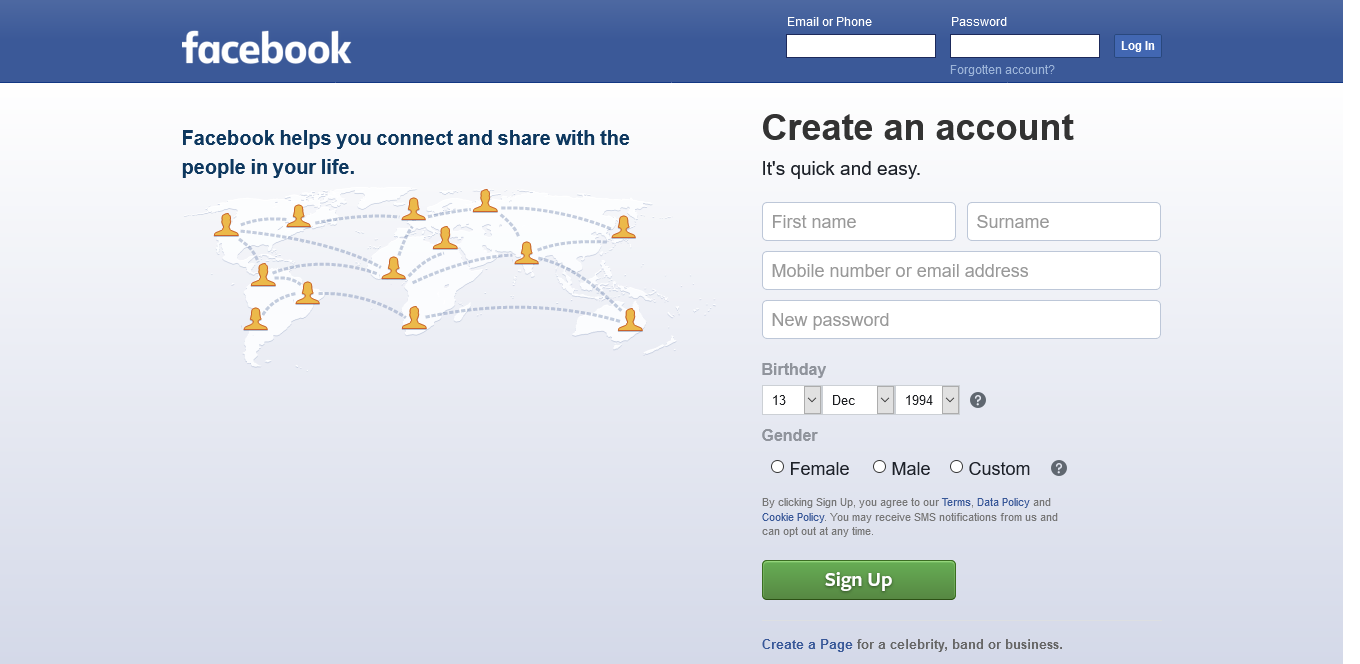 facebook
Email or Phone
Password
Log In
Forgotten account?
Facebook helps you connect and share with the
people in your life.
Create an account
It's quick and easy.
First name
Surname
Mobile number or email address
New password
Birthday
13
Dec
1994
?
Gender
Female
Male
Custom
?
By clicking Sign Up, you agree to our Terms, Data Policy and
Cookie Policy. You may receive SMS notifications from us and
can opt out at any time.
Sign Up
Create a Page for a celebrity, band or business.